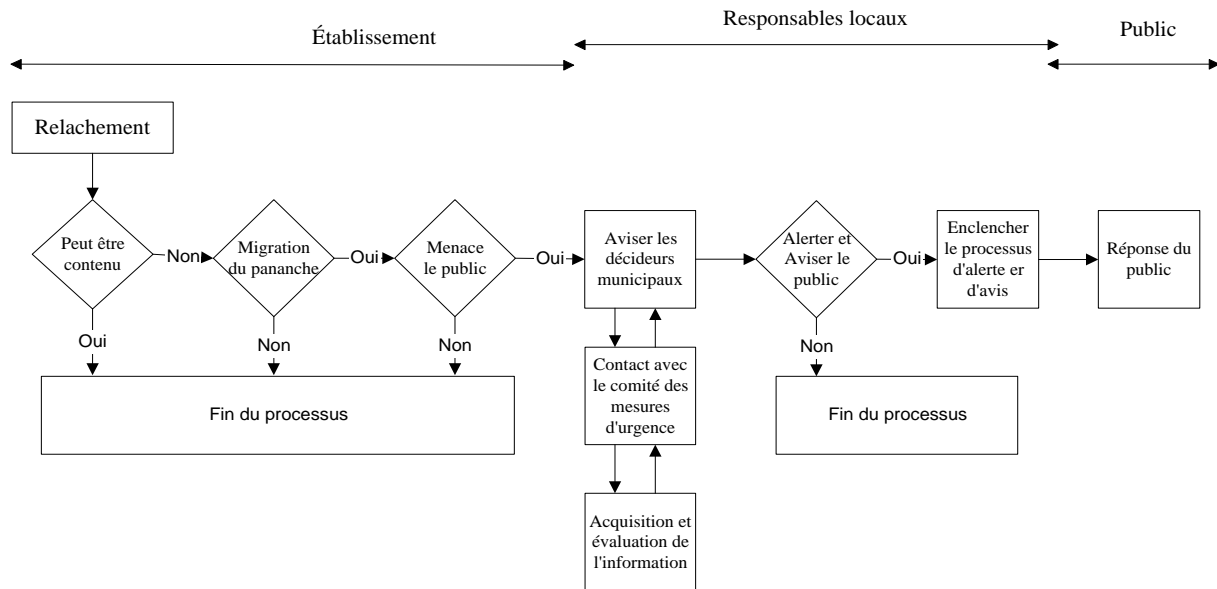 Établissement
Responsables locaux
Public
Relachement
Peut être
contenu
Non
Migration
du pananche
Oui
Menace
le public
Oui
Aviser les
décideurs
municipaux
Alerter et
Aviser le
public
Oui
Enclencher
le processus
d'alerte er
d'avis
Réponse du
public
Oui
Non
Non
Non
Fin du processus
Contact avec
le comité des
mesures
d'urgence
Fin du processus
Acquisition et
évaluation de
l'information